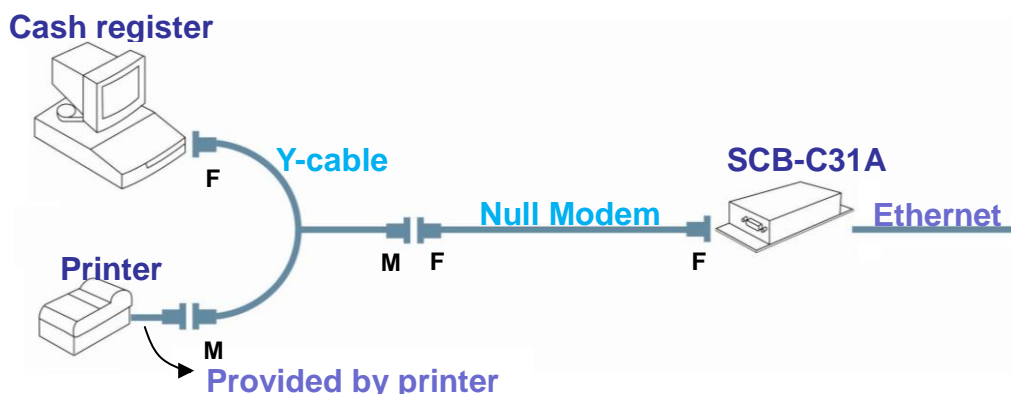 Cash register
F
Y-cable
SCB-C31A
Null Modem
Ethernet
M
F
F
Printer
M
Provided by printer